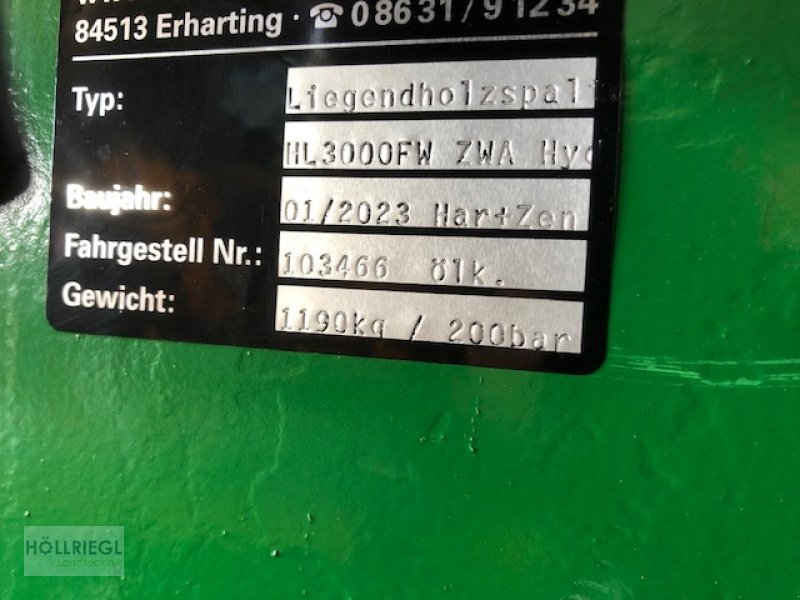 84513 Erharting · ☎ 08631/91234
Typ: Liegendholzspal
HL3000FW ZWA Hyd
Baujahr: 01/2023 Har+Zen
Fahrgestell Nr.: 103466 ölk.
Gewicht: 1190kg / 200bar
HÖLLRIEGL
Landtechnik